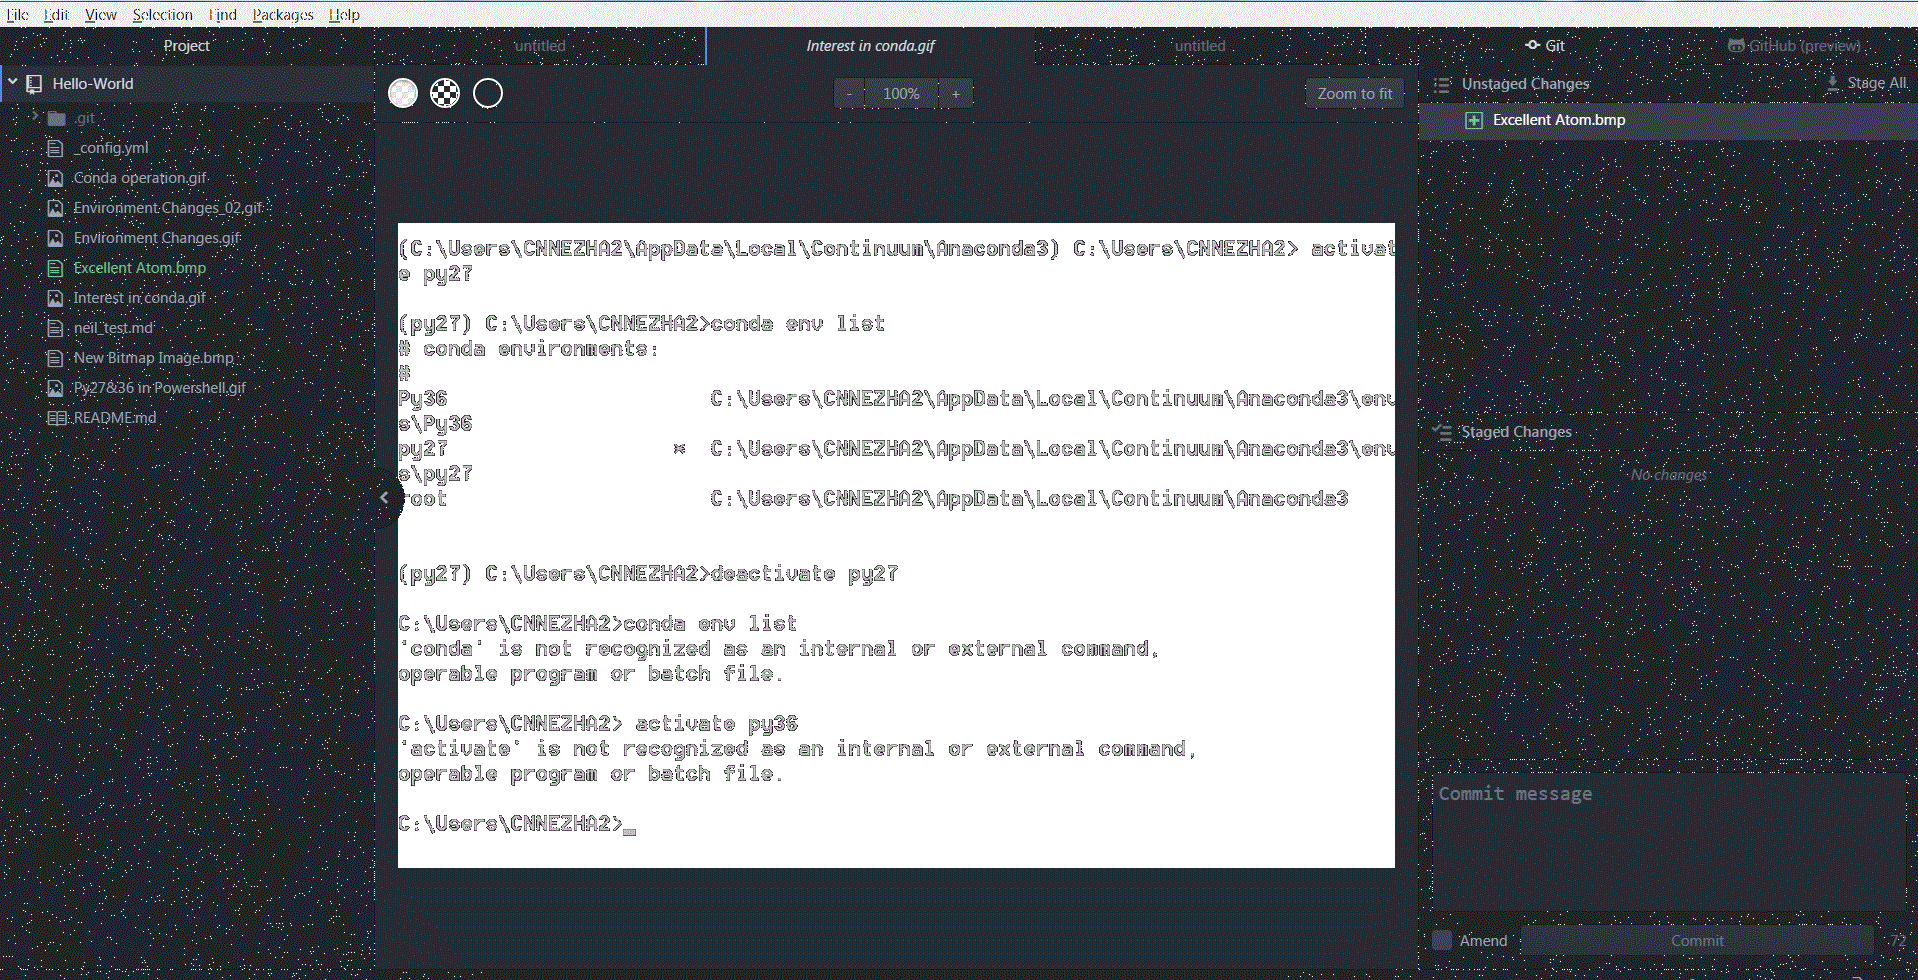 File Edit View Selection Find Packages Help
Project
untitled
Interest in conda.gif
untitled
Git
GitHub (preview)
Hello-World
.git
_config.yml
Conda operation.gif
Environment Changes_02.gif
Environment Changes.gif
Excellent Atom.bmp
Interest in conda.gif
neil_test.md
New Bitmap Image.bmp
Py27&36 in Powershell.gif
README.md
- 100% +
Zoom to fit
(C:\Users\CNNEZHA2\AppData\Local\Continuum\Anaconda3) C:\Users\CNNEZHA2> activat
e py27
(py27) C:\Users\CNNEZHA2>conda env list
# conda environments:
#
Py36 C:\Users\CNNEZHA2\AppData\Local\Continuum\Anaconda3\env
s\Py36
py27 * C:\Users\CNNEZHA2\AppData\Local\Continuum\Anaconda3\env
s\py27
root C:\Users\CNNEZHA2\AppData\Local\Continuum\Anaconda3
(py27) C:\Users\CNNEZHA2>deactivate py27
C:\Users\CNNEZHA2>conda env list
'conda' is not recognized as an internal or external command,
operable program or batch file.
C:\Users\CNNEZHA2> activate py36
'activate' is not recognized as an internal or external command,
operable program or batch file.
C:\Users\CNNEZHA2>_
Unstaged Changes
Stage All
Excellent Atom.bmp
Staged Changes
No changes
Commit message
Amend
Commit
72